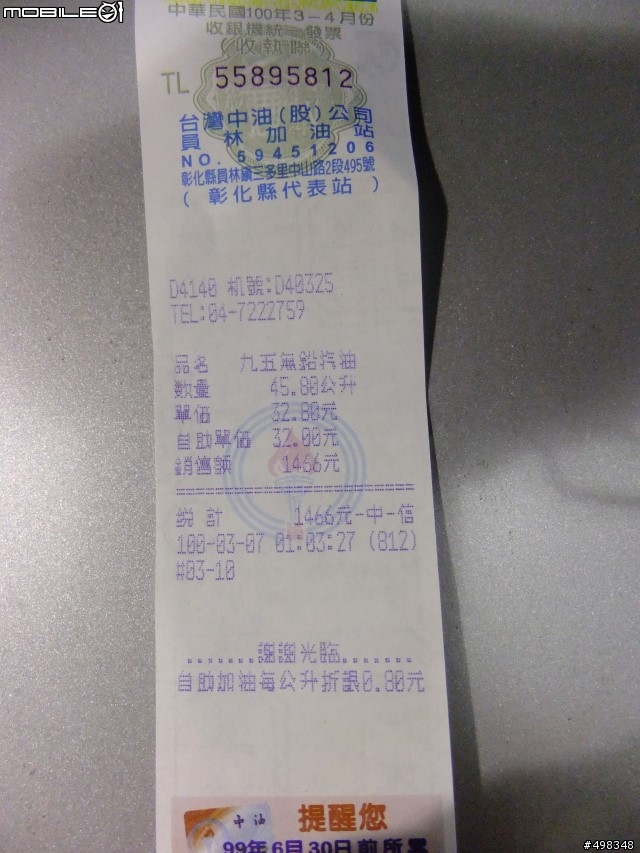 MOBILE01
中華民國100年3-4月份
收銀機統一發票
收執聯
TL 55895812
台灣中油(股)公司
員林加油站
NO. 59451206
彰化縣員林鎮三多里中山路2段495號
(彰化縣代表站)
D4140 机號:D40325
TEL:04-7222759
品名 九五無鉛汽油
数量 45.80公升
單価 32.80元
自助單価 32.00元
銷售額 1466元
========================
総計 1466元-中-倍
100-03-07 01:03:27 (812)
#03-10
謝謝光臨
自助加油每公升折讓0.80元
中油 提醒您
99年6月30日前所累
#498348